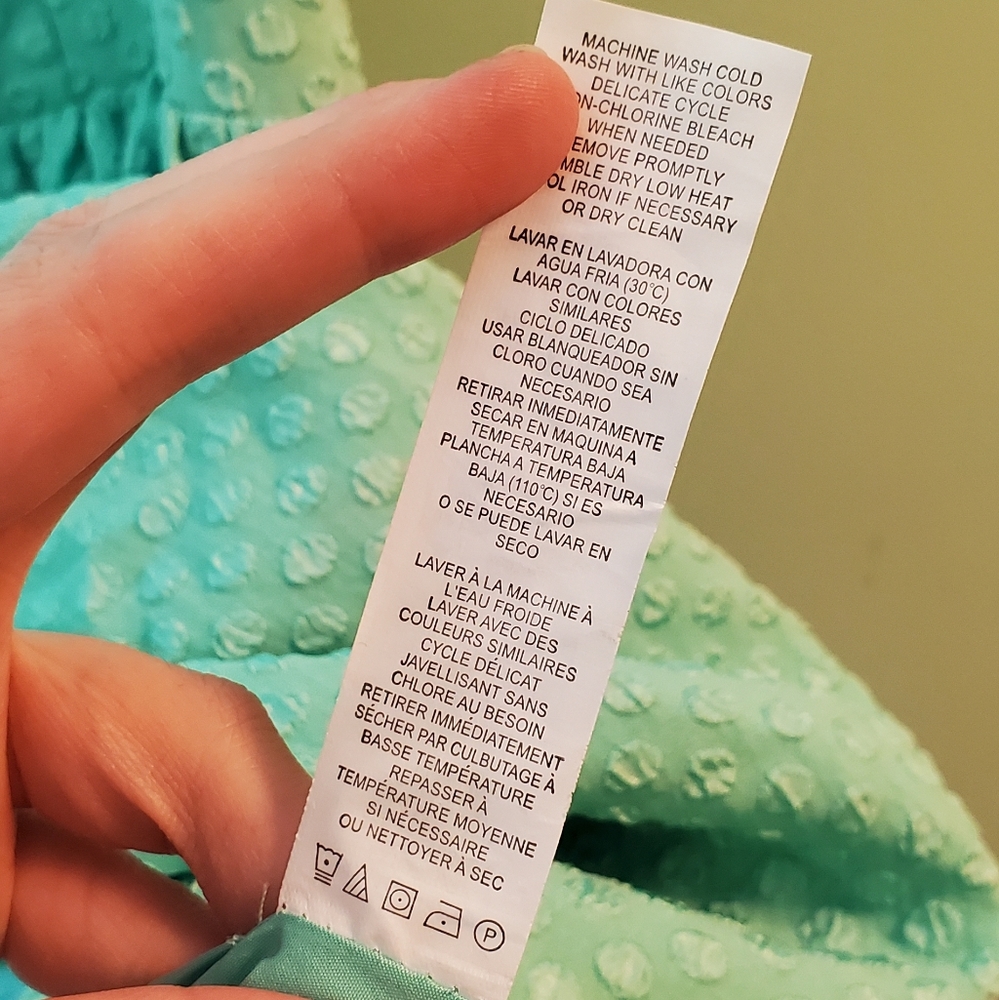 MACHINE WASH COLD
WASH WITH LIKE COLORS
DELICATE CYCLE
ON-CHLORINE BLEACH
WHEN NEEDED
EMOVE PROMPTLY
MBLE DRY LOW HEAT
OL IRON IF NECESSARY
OR DRY CLEAN
LAVAR EN LAVADORA CON
AGUA FRIA (30°C)
LAVAR CON COLORES
SIMILARES
CICLO DELICADO
USAR BLANQUEADOR SIN
CLORO CUANDO SEA
NECESARIO
RETIRAR INMEDIATAMENTE
SECAR EN MAQUINA A
TEMPERATURA BAJA
PLANCHA A TEMPERATURA
BAJA (110°C) SI ES
NECESARIO
O SE PUEDE LAVAR EN
SECO
LAVER À LA MACHINE À
L'EAU FROIDE
LAVER AVEC DES
COULEURS SIMILAIRES
CYCLE DÉLICAT
JAVELLISANT SANS
CHLORE AU BESOIN
RETIRER IMMÉDIATEMENT
SÉCHER PAR CULBUTAGE À
BASSE TEMPÉRATURE
REPASSER À
TEMPÉRATURE MOYENNE
SI NÉCESSAIRE
OU NETTOYER À SEC
P